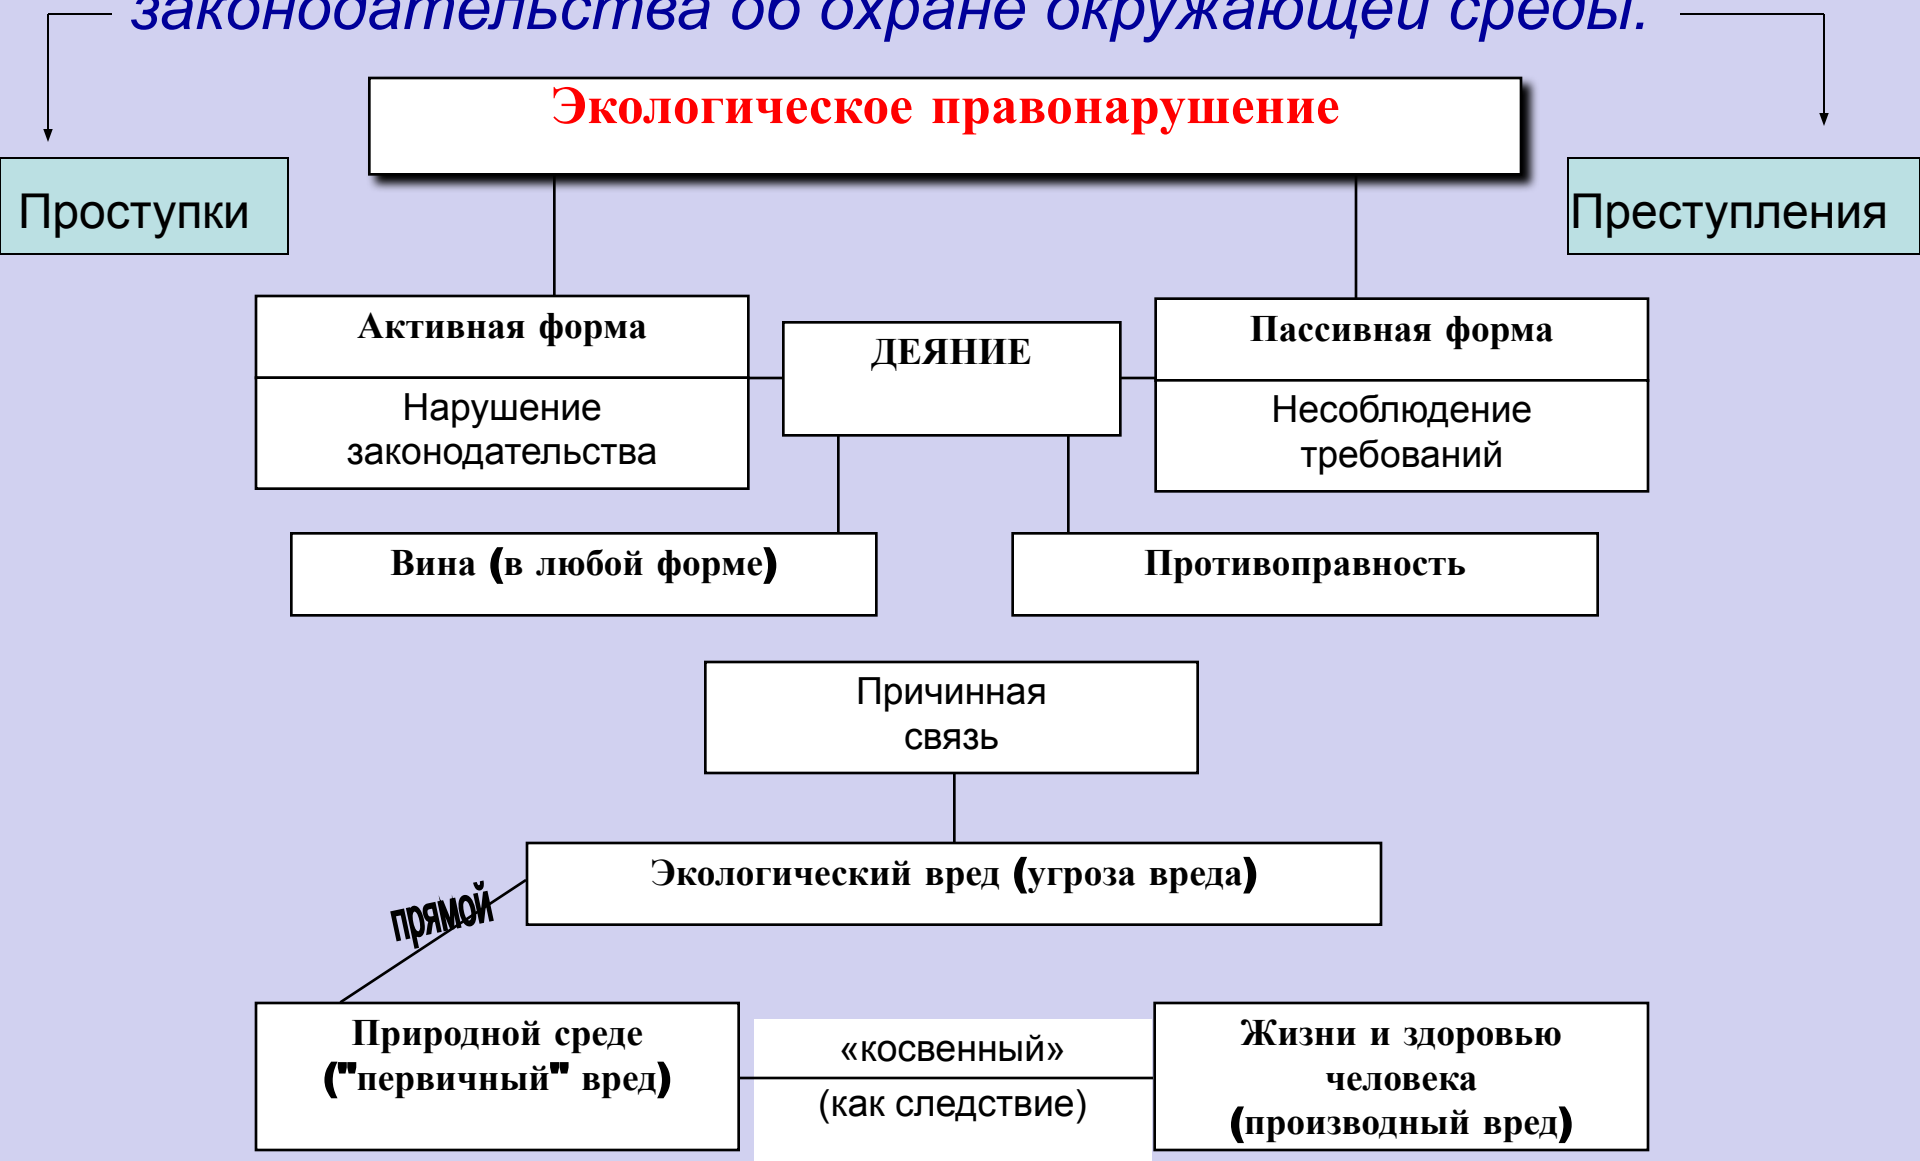 законодательства об охране окружающей среды.
Экологическое правонарушение
Проступки
Преступления
Активная форма
Нарушение
законодательства
ДЕЯНИЕ
Пассивная форма
Несоблюдение
требований
Вина (в любой форме)
Противоправность
Причинная
связь
Экологический вред (угроза вреда)
прямой
Природной среде
("первичный" вред)
«косвенный»
(как следствие)
Жизни и здоровью
человека
(производный вред)